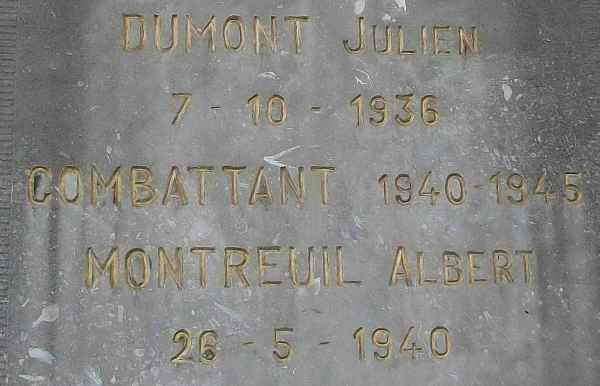 DUMONT JULIEN
7 - 10 - 1936
COMBATTANT 1940-1945
MONTREUIL ALBERT
26 - 5 - 1940